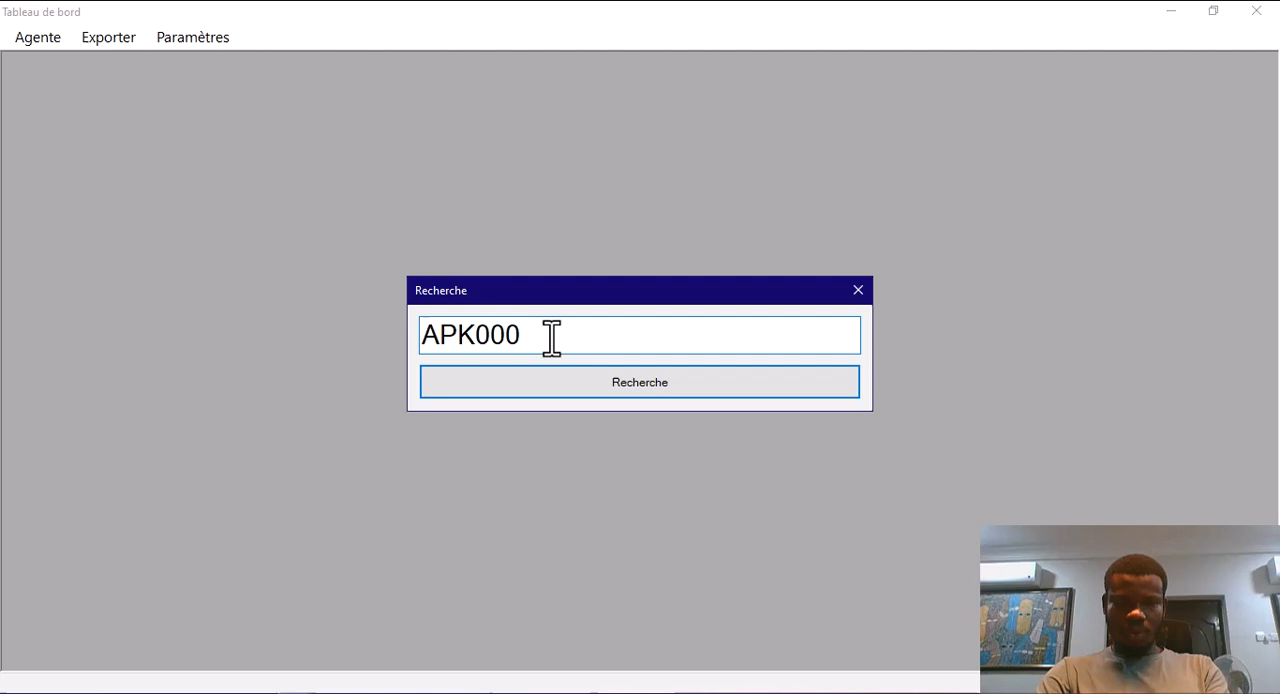 Tableau de bord
Agente Exporter Paramètres
Recherche
APK000
Recherche